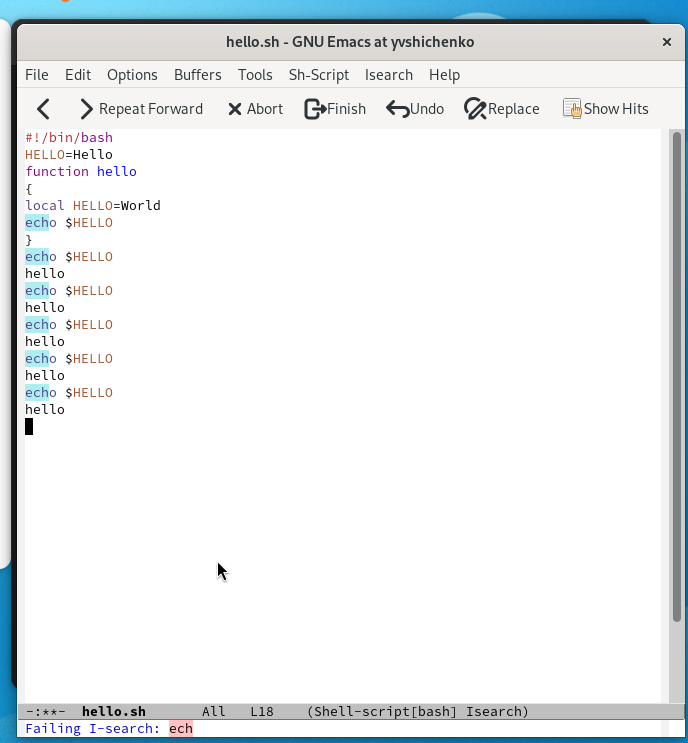 hello.sh - GNU Emacs at yvshichenko
File Edit Options Buffers Tools Sh-Script Isearch Help
Repeat Forward Abort Finish Undo Replace Show Hits
#!/bin/bash
HELLO=Hello
function hello
{
local HELLO=World
echo $HELLO
}
echo $HELLO
hello
echo $HELLO
hello
echo $HELLO
hello
echo $HELLO
hello
echo $HELLO
hello
-:**- hello.sh All L18 (Shell-script[bash] Isearch)
Failing I-search: ech